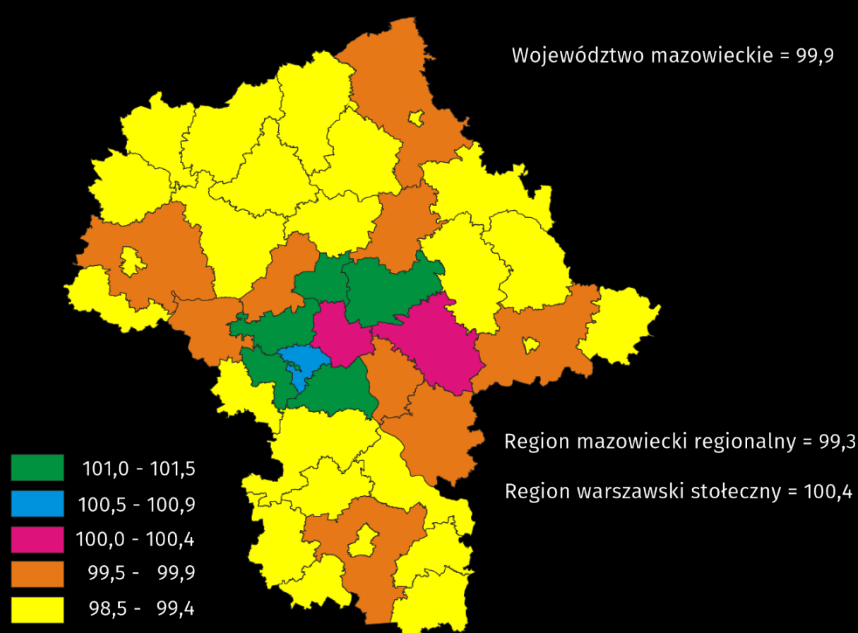 Województwo mazowieckie = 99,9
Region mazowiecki regionalny = 99,3
Region warszawski stołeczny = 100,4
101,0 - 101,5
100,5 - 100,9
100,0 - 100,4
99,5 - 99,9
98,5 - 99,4